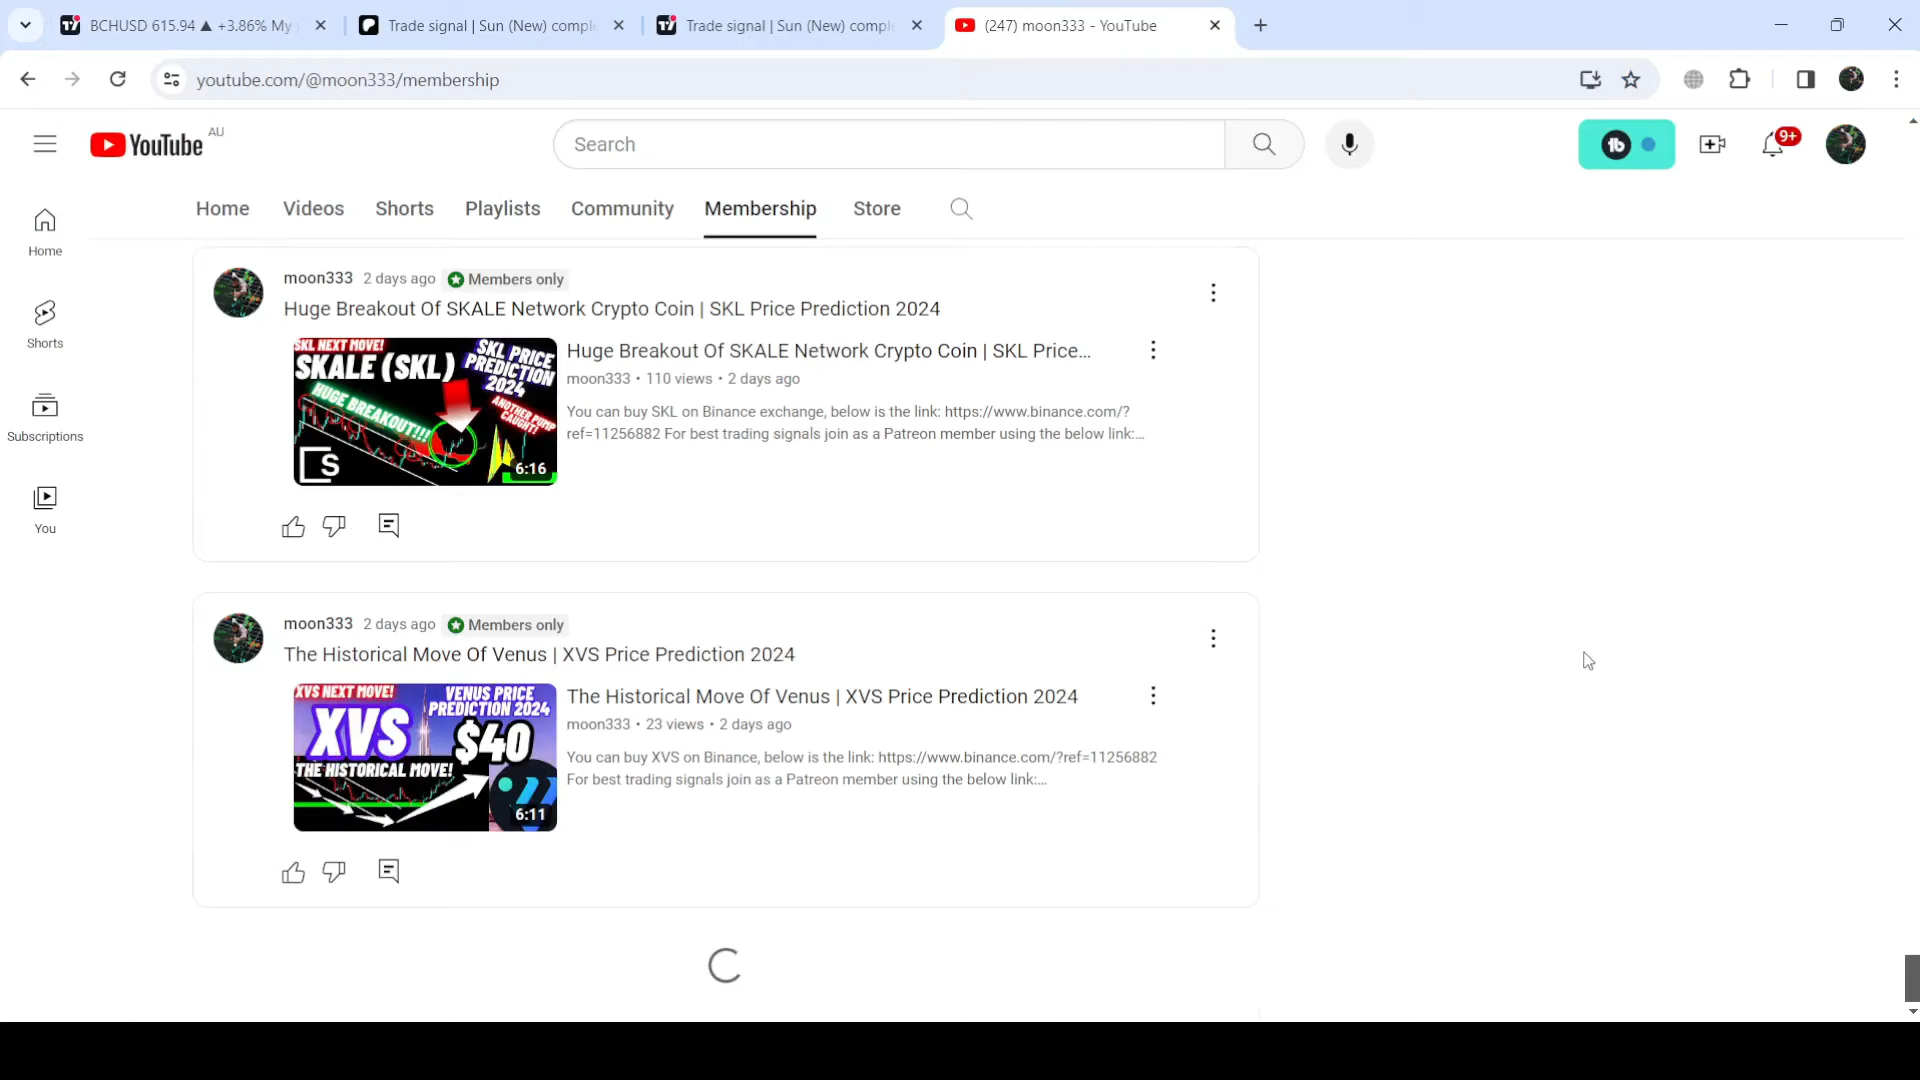 BCHUSD 615.94 ▲ +3.86% My
Trade signal | Sun (New) comple
Trade signal | Sun (New) comple
(247) moon333 - YouTube
youtube.com/@moon333/membership
YouTube AU
Search
9+
Home Videos Shorts Playlists Community Membership Store
Home
Shorts
Subscriptions
You
moon333 2 days ago Members only
Huge Breakout Of SKALE Network Crypto Coin | SKL Price Prediction 2024
SKL NEXT MOVE!
SKALE (SKL)
SKL PRICE
PREDICTION
2024
HUGE BREAKOUT!!!
ANOTHER PUMP
CAUGHT!
S
6:16
Huge Breakout Of SKALE Network Crypto Coin | SKL Price...
moon333 • 110 views • 2 days ago
You can buy SKL on Binance exchange, below is the link: https://www.binance.com/?
ref=11256882 For best trading signals join as a Patreon member using the below link:...
moon333 2 days ago Members only
The Historical Move Of Venus | XVS Price Prediction 2024
XVS NEXT MOVE!
VENUS PRICE
PREDICTION 2024
XVS
$40
THE HISTORICAL MOVE!
6:11
The Historical Move Of Venus | XVS Price Prediction 2024
moon333 • 23 views • 2 days ago
You can buy XVS on Binance, below is the link: https://www.binance.com/?ref=11256882
For best trading signals join as a Patreon member using the below link:...